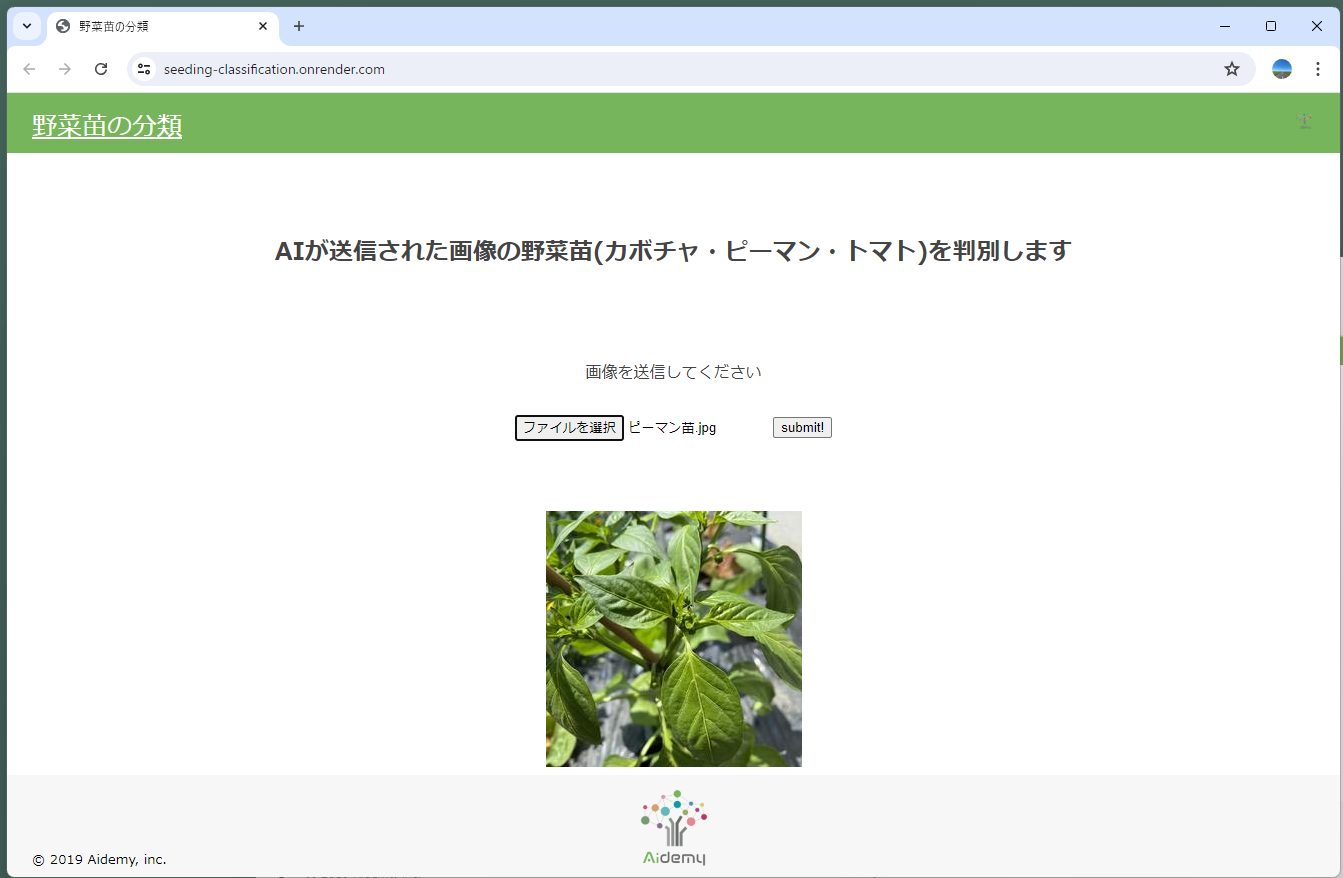 野菜苗の分類
seeding-classification.onrender.com
野菜苗の分類
AIが送信された画像の野菜苗(カボチャ・ピーマン・トマト)を判別します
画像を送信してください
ファイルを選択 ピーマン苗.jpg submit!
Aidemy
© 2019 Aidemy, inc.